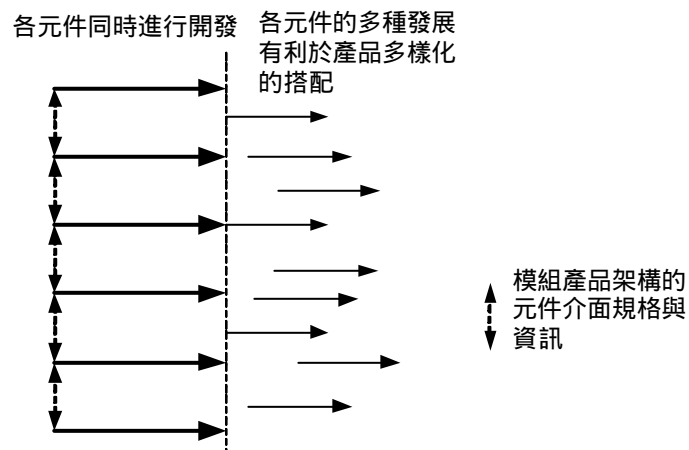 各元件同時進行開發
各元件的多種發展
有利於產品多樣化
的搭配
模組產品架構的
元件介面規格與
資訊